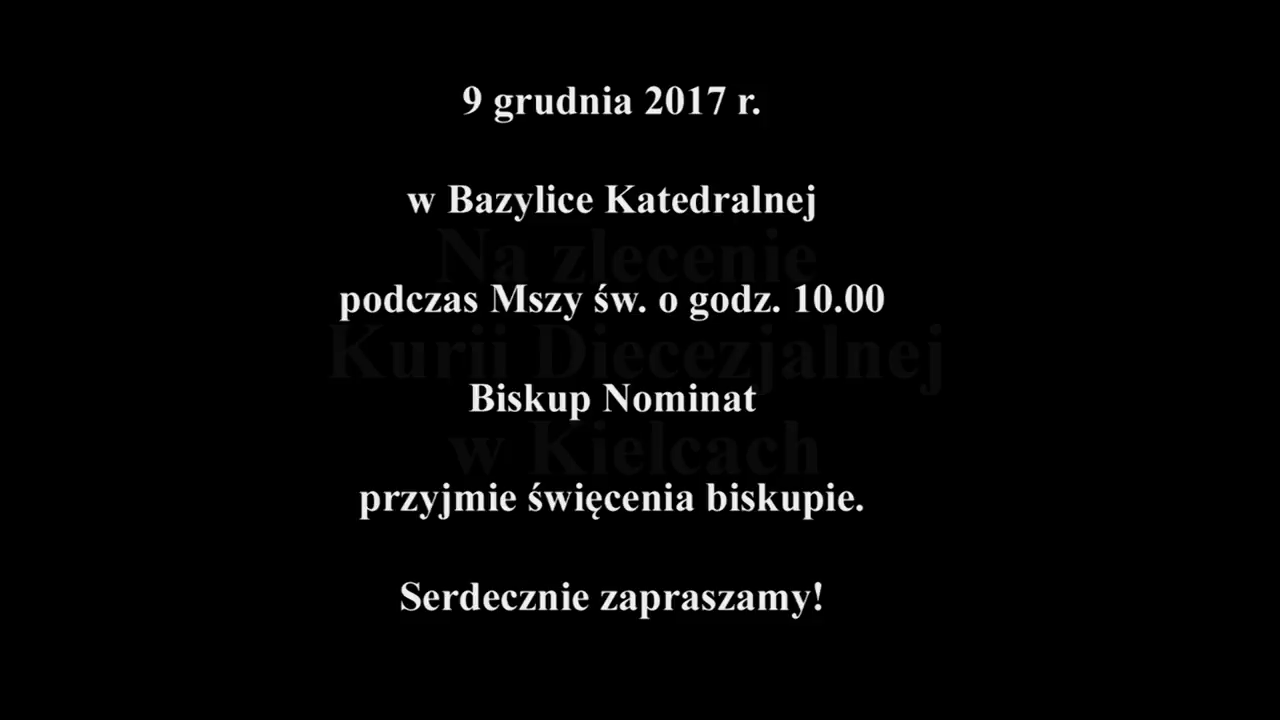 9 grudnia 2017 r.
w Bazylice Katedralnej
Na zlecenie
podczas Mszy św. o godz. 10.00
Kurii Diecezjalnej
Biskup Nominat
w Kielcach
przyjmie święcenia biskupie.
Serdecznie zapraszamy!